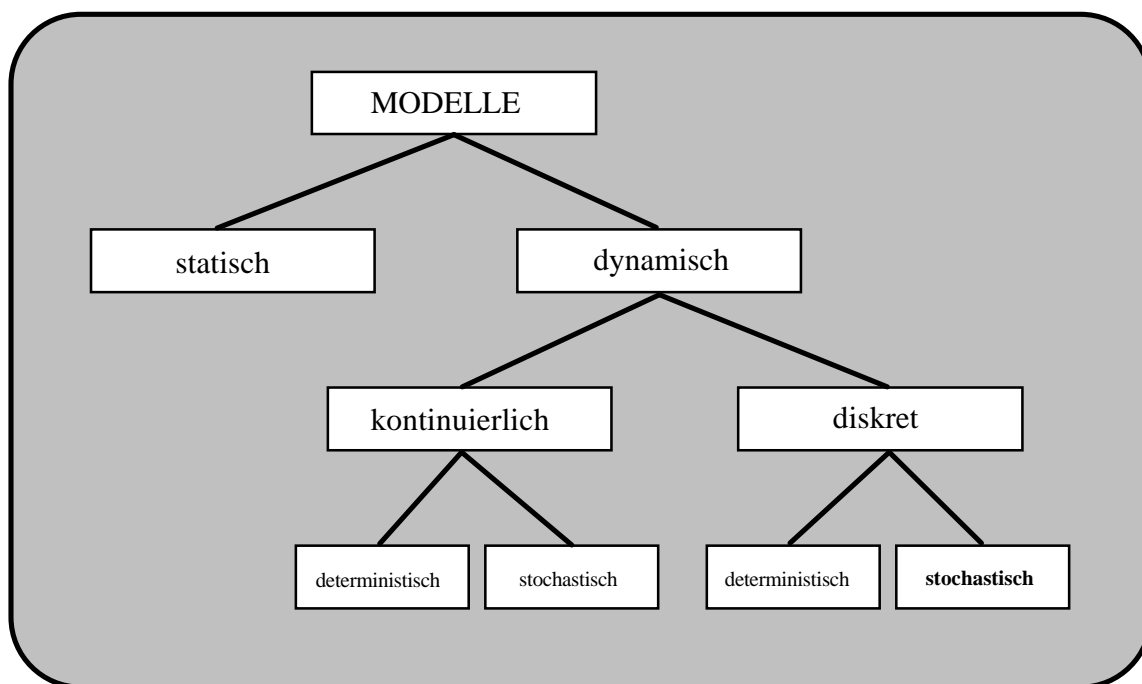 MODELLE
statisch
dynamisch
kontinuierlich
diskret
deterministisch
stochastisch
deterministisch
stochastisch